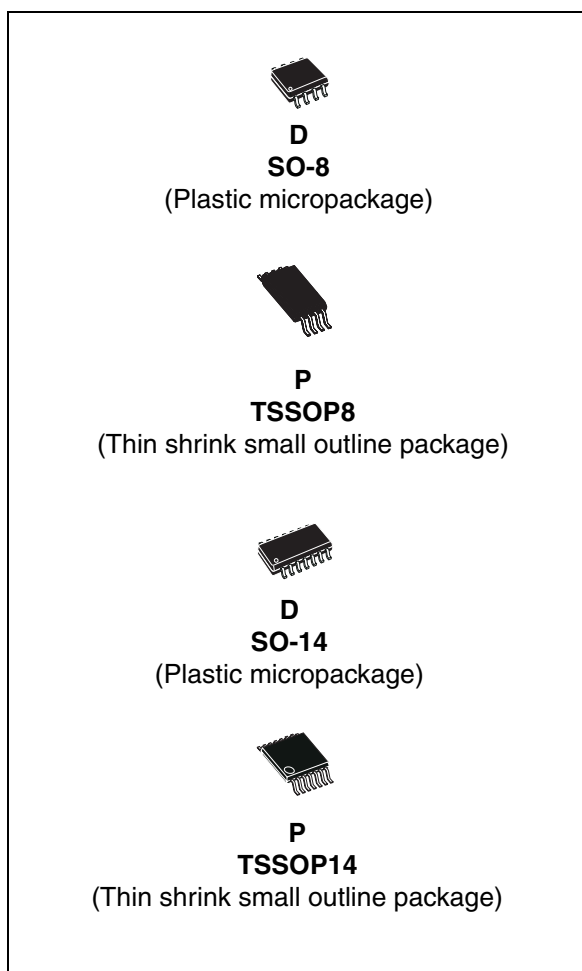 D
SO-8
(Plastic micropackage)
P
TSSOP8
(Thin shrink small outline package)
D
SO-14
(Plastic micropackage)
P
TSSOP14
(Thin shrink small outline package)